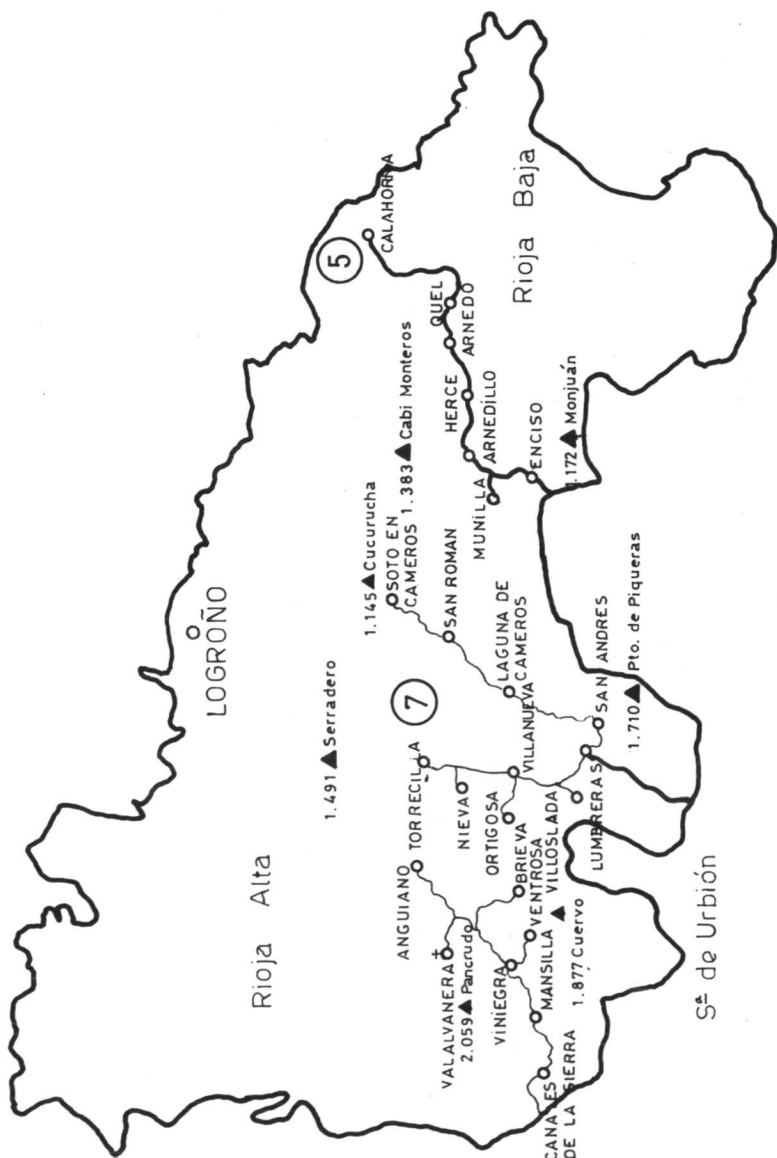 LOGROÑO
Rioja Alta
Rioja Baja
5
7
CALAHORRA
QUEL
ARNEDO
HERCE
ARNEDILLO
MUNILLA
ENCISO
1.172 ▲ Monjuán
1.383 ▲ Cabi Monteros
1.145 ▲ Cucurucha
SOTO EN
CAMEROS
SAN ROMAN
LAGUNA DE
CAMEROS
SAN ANDRES
1.710 ▲ Pto. de Piqueras
1.491 ▲ Serradero
TORRECILLA
NIEVA
VILLANUEVA
ORTIGOSA
LUMBRERAS
VILLOSLADA
ANGUIANO
BRIEVA
VALALVANERA
2.059 ▲ Pancrudo
VINIEGRA
VENTROSA
MANSILLA
1.877 Cuervo
CANALES
DE LA SIERRA
Sª de Urbión